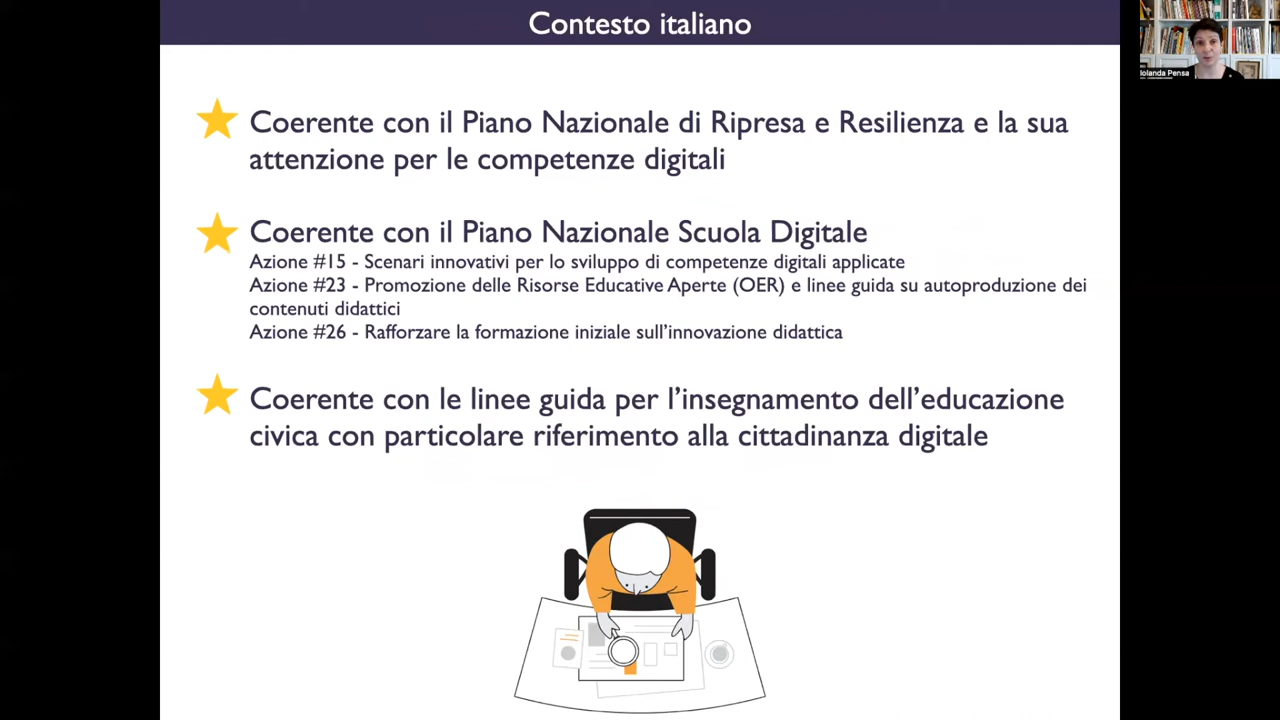 Contesto italiano
Coerente con il Piano Nazionale di Ripresa e Resilienza e la sua
attenzione per le competenze digitali
Coerente con il Piano Nazionale Scuola Digitale
Azione #15 - Scenari innovativi per lo sviluppo di competenze digitali applicate
Azione #23 - Promozione delle Risorse Educative Aperte (OER) e linee guida su autoproduzione dei
contenuti didattici
Azione #26 - Rafforzare la formazione iniziale sull’innovazione didattica
Coerente con le linee guida per l’insegnamento dell’educazione
civica con particolare riferimento alla cittadinanza digitale
Iolanda Pensa